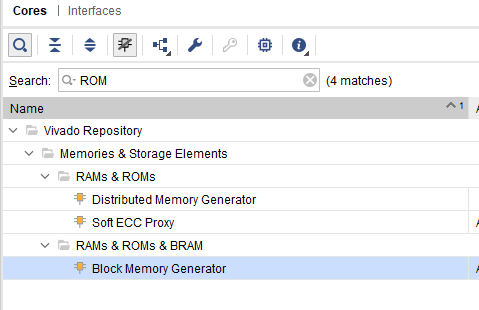 Cores | Interfaces
Search: ROM (4 matches)
Name 1
Vivado Repository
Memories & Storage Elements
RAMs & ROMs
Distributed Memory Generator
Soft ECC Proxy
RAMs & ROMs & BRAM
Block Memory Generator